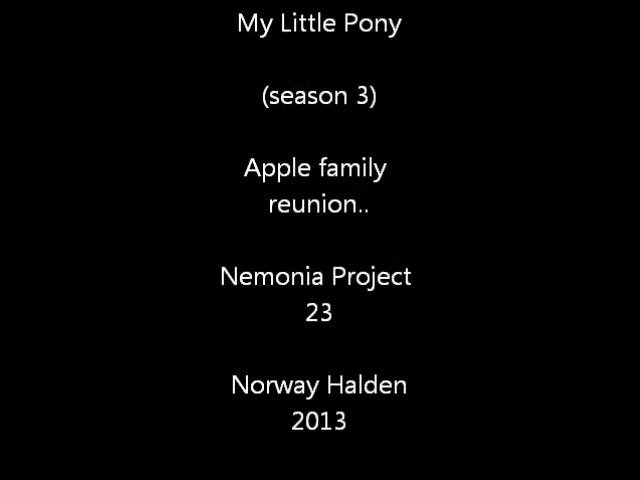 My Little Pony
(season 3)
Apple family
reunion..
Nemonia Project
23
Norway Halden
2013